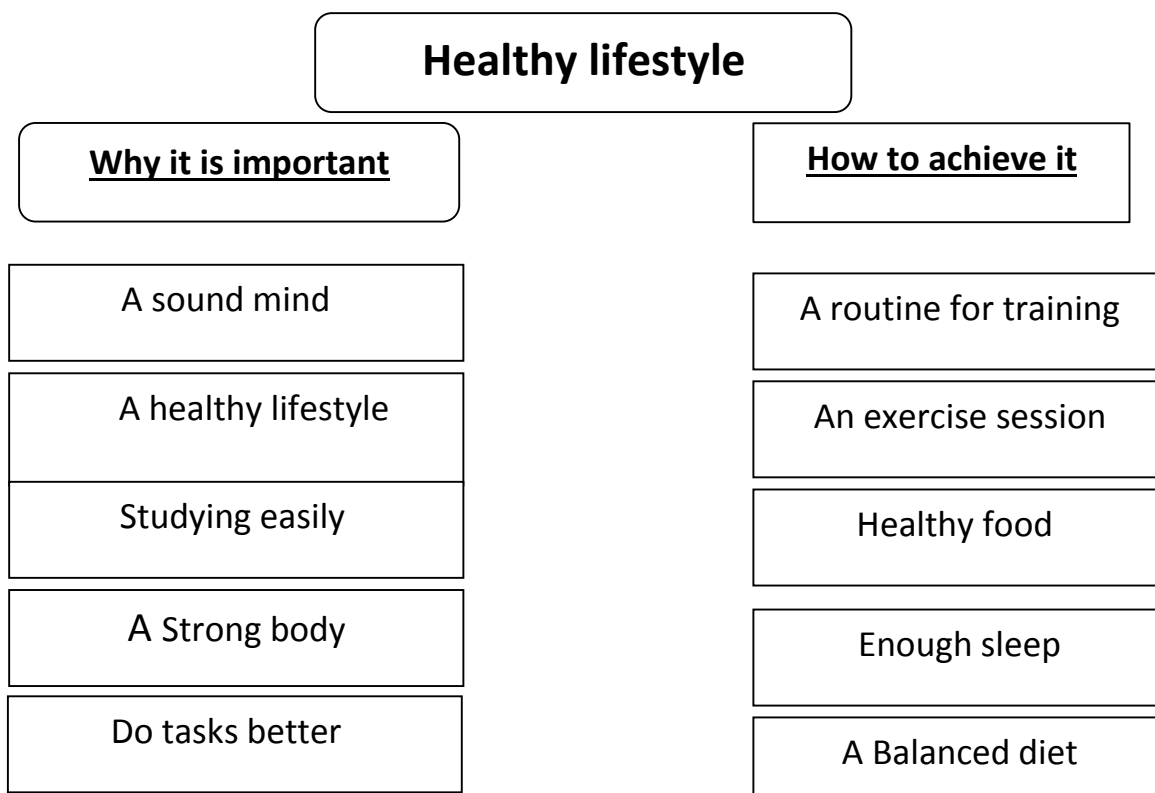 Healthy lifestyle
Why it is important
How to achieve it
A sound mind
A healthy lifestyle
Studying easily
A Strong body
Do tasks better
A routine for training
An exercise session
Healthy food
Enough sleep
A Balanced diet